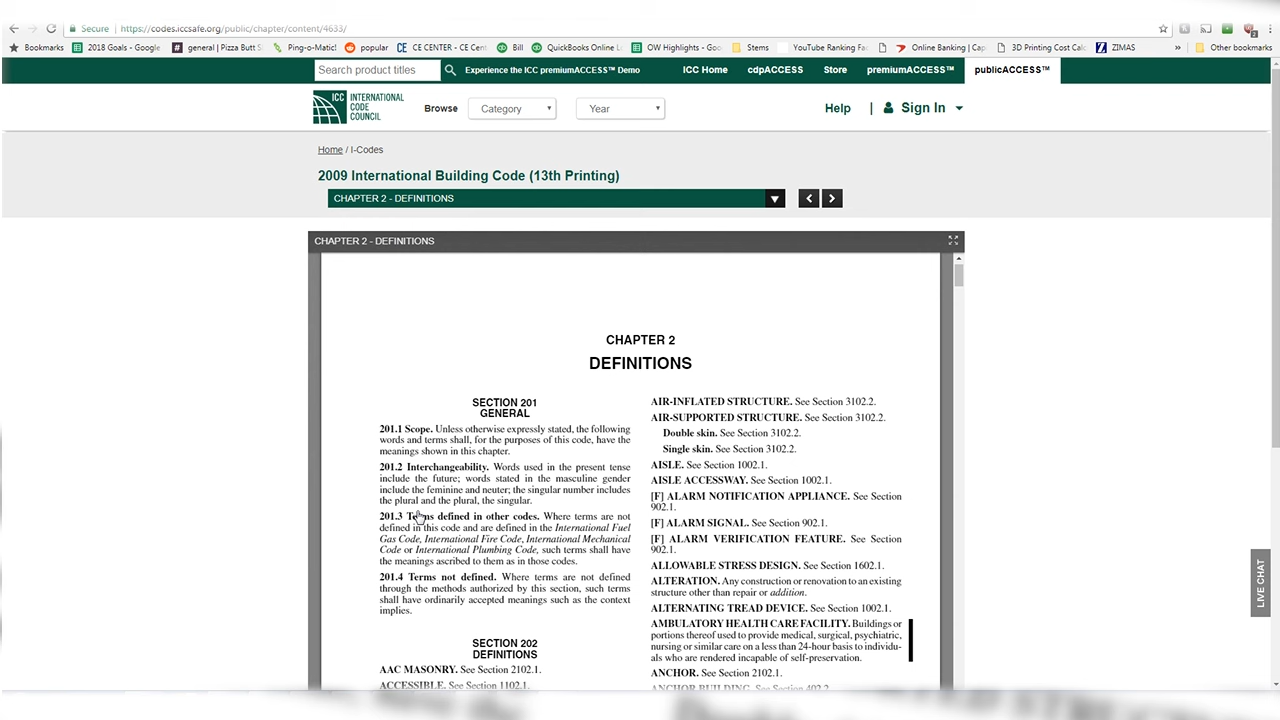 Secure https://codes.iccsafe.org/public/chapter/content/4633/
Bookmarks 2018 Goals - Google general | Pizza Butt S Ping-o-Matic! popular CE CENTER - CE Cent Bill QuickBooks Online Li OW Highlights - Goo Stems YouTube Ranking Fa Online Banking | Cap 3D Printing Cost Calc ZIMAS » Other bookmarks
Search product titles Experience the ICC premiumACCESS™ Demo ICC Home cdpACCESS Store premiumACCESS™ publicACCESS™
ICC INTERNATIONAL
CODE
COUNCIL
Browse Category Year Help | Sign In
Home / I-Codes
2009 International Building Code (13th Printing)
CHAPTER 2 - DEFINITIONS
CHAPTER 2 - DEFINITIONS
CHAPTER 2
DEFINITIONS
SECTION 201
GENERAL
201.1 Scope. Unless otherwise expressly stated, the following
words and terms shall, for the purposes of this code, have the
meanings shown in this chapter.
201.2 Interchangeability. Words used in the present tense
include the future; words stated in the masculine gender
include the feminine and neuter; the singular number includes
the plural and the plural, the singular.
201.3 Terms defined in other codes. Where terms are not
defined in this code and are defined in the International Fuel
Gas Code, International Fire Code, International Mechanical
Code or International Plumbing Code, such terms shall have
the meanings ascribed to them as in those codes.
201.4 Terms not defined. Where terms are not defined
through the methods authorized by this section, such terms
shall have ordinarily accepted meanings such as the context
implies.
SECTION 202
DEFINITIONS
AAC MASONRY. See Section 2102.1.
ACCESSIBLE. See Section 1102.1.
AIR-INFLATED STRUCTURE. See Section 3102.2.
AIR-SUPPORTED STRUCTURE. See Section 3102.2.
Double skin. See Section 3102.2.
Single skin. See Section 3102.2.
AISLE. See Section 1002.1.
AISLE ACCESSWAY. See Section 1002.1.
[F] ALARM NOTIFICATION APPLIANCE. See Section
902.1.
[F] ALARM SIGNAL. See Section 902.1.
[F] ALARM VERIFICATION FEATURE. See Section
902.1.
ALLOWABLE STRESS DESIGN. See Section 1602.1.
ALTERATION. Any construction or renovation to an existing
structure other than repair or addition.
ALTERNATING TREAD DEVICE. See Section 1002.1.
AMBULATORY HEALTH CARE FACILITY. Buildings or
portions thereof used to provide medical, surgical, psychiatric,
nursing or similar care on a less than 24-hour basis to individu-
als who are rendered incapable of self-preservation.
ANCHOR. See Section 2102.1.
ANCHOR BUILDING. See Section 402.2.
LIVE CHAT